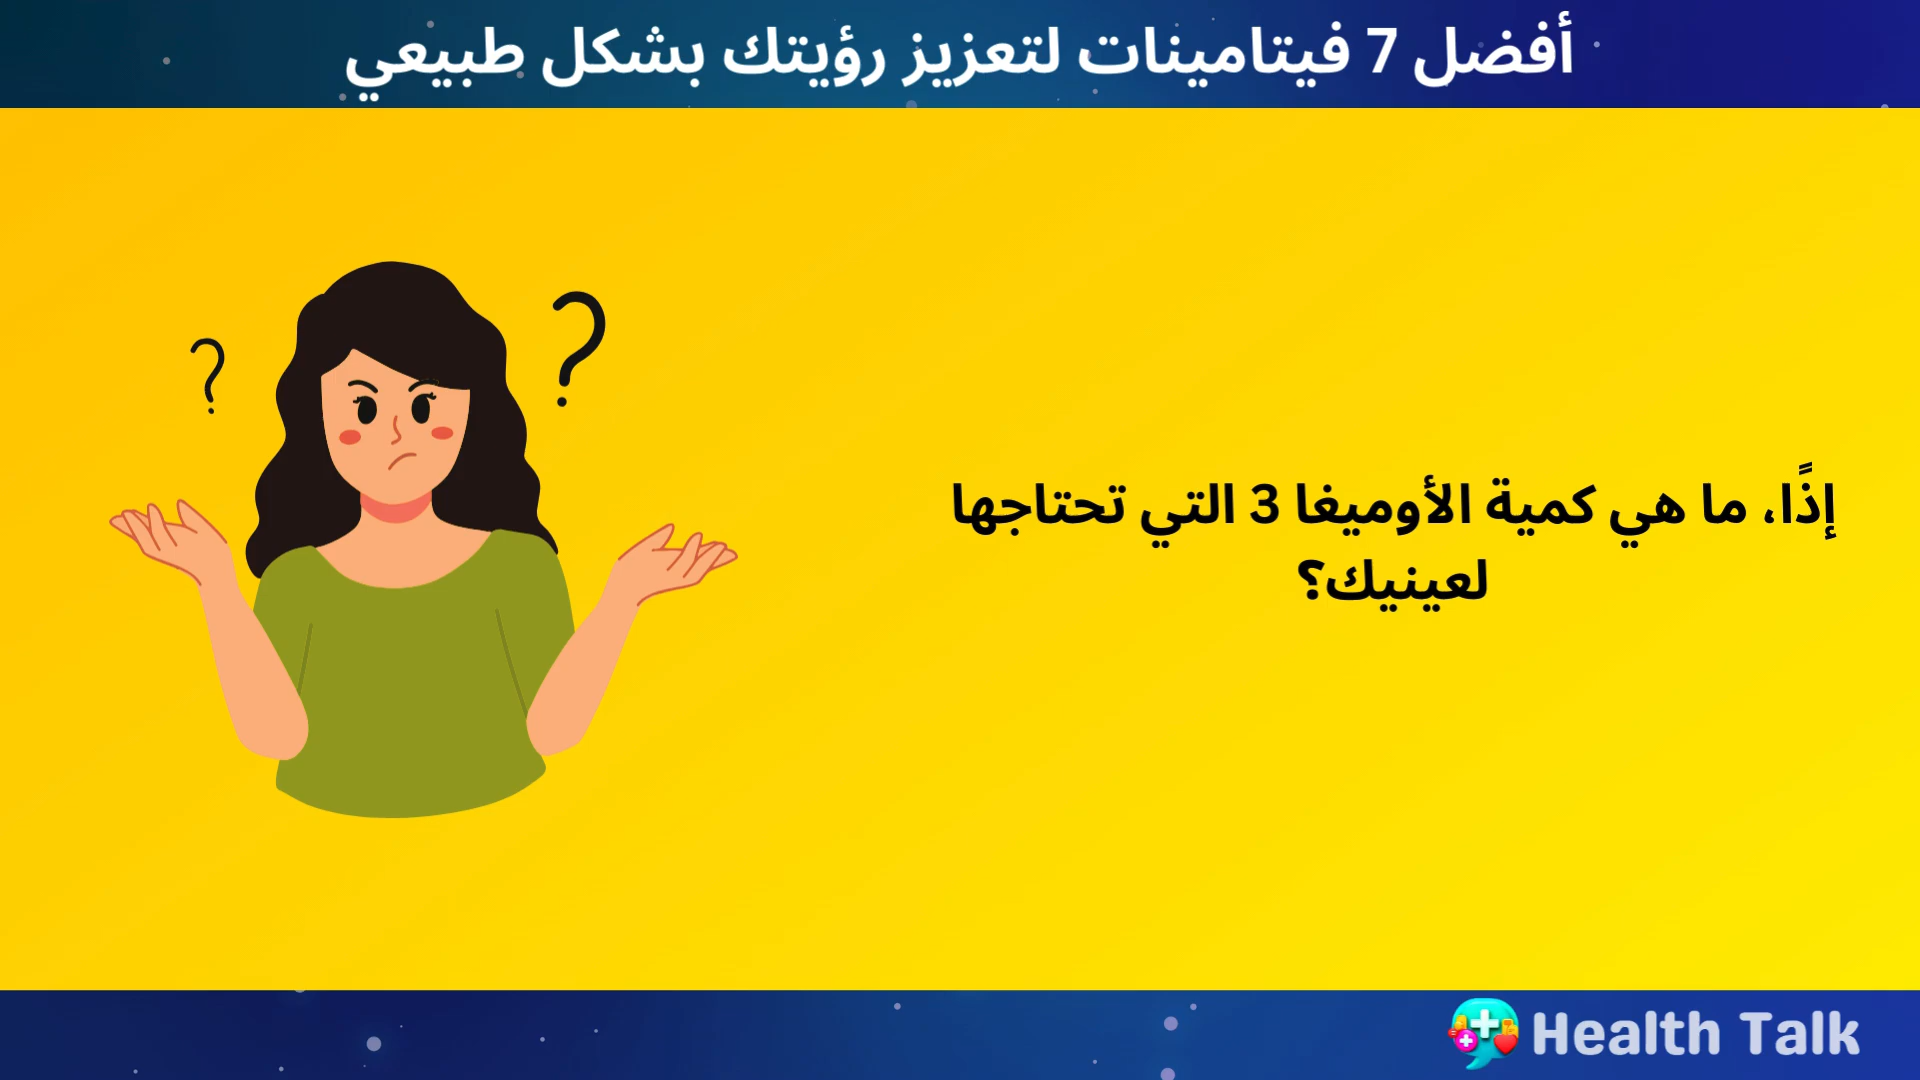 أفضل 7 فيتامينات لتعزيز رؤيتك بشكل طبيعي
إذًا، ما هي كمية الأوميغا 3 التي تحتاجها
لعينيك؟
Health Talk